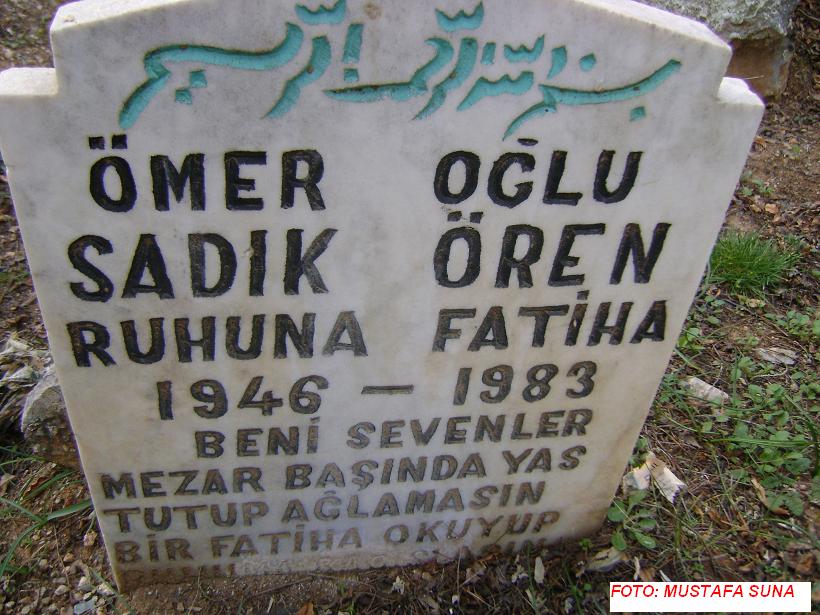 بسم الله الرحمن الرحيم
ÖMER OĞLU
SADIK ÖREN
RUHUNA FATİHA
1946 — 1983
BENİ SEVENLER
MEZAR BAŞINDA YAS
TUTUP AĞLAMASIN
BİR FATİHA OKUYUP
FOTO: MUSTAFA SUNA